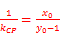 1/k_CP = x_0/(y_0-1)